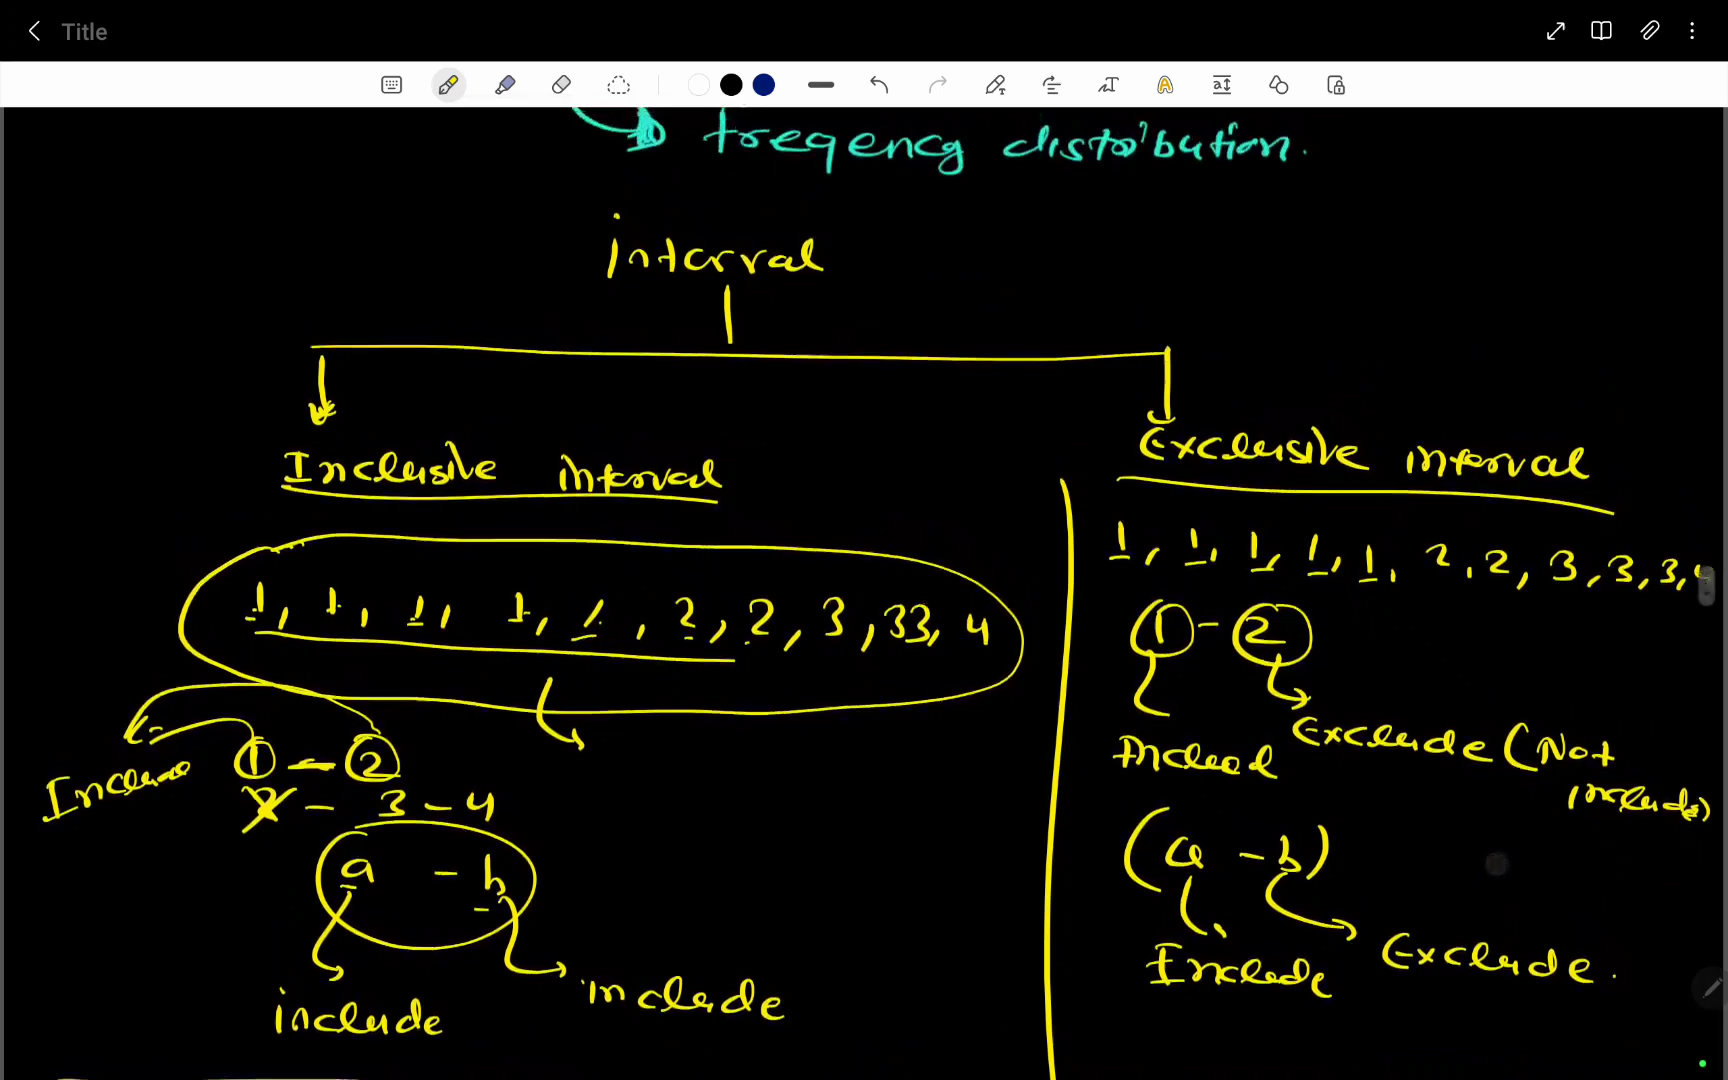 Title
freqency distribution.
interval
Inclusive interval
Exclusive interval
1, 1, 1, 1, 1, 2, 2, 3, 33, 4
1, 1, 1, 1, 1, 2, 2, 3, 3, 3,
1 - 2
1 - 2
Include
Exclude (Not include)
- 3 - 4
a - b
(a - b)
include
include
Include
Exclude.